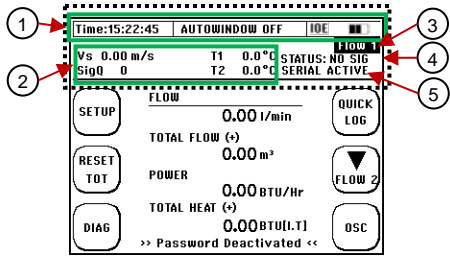 1
Time:15:22:45 AUTOWINDOW OFF IOE
3
FLOW 1
Vs 0.00 m/s T1 0.0°C STATUS: NO SIG
4
2
SigQ 0 T2 0.0°C SERIAL ACTIVE
5
SETUP
FLOW
0.00 l/min
QUICK
LOG
TOTAL FLOW (+)
0.00 m³
RESET
TOT
POWER
0.00 BTU/Hr
FLOW 2
TOTAL HEAT (+)
0.00 BTU[I.T]
DIAG
OSC
>> Password Deactivated <<